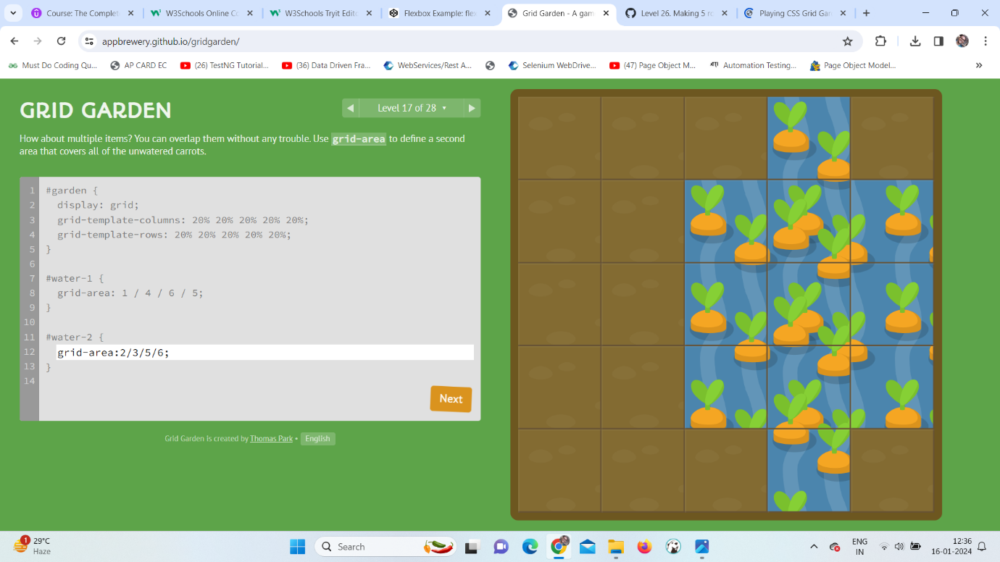 Course: The Complet
W3Schools Online Co
W3Schools Tryit Edito
Flexbox Example: flex
Grid Garden - A gam
Level 26. Making 5 ro
Playing CSS Grid Gar
appbrewery.github.io/gridgarden/
Must Do Coding Qu...
AP CARD EC
(26) TestNG Tutorial...
(36) Data Driven Fra...
WebServices/Rest A...
Selenium WebDrive...
(47) Page Object M...
Automation Testing...
Page Object Model...
GRID GARDEN
Level 17 of 28
How about multiple items? You can overlap them without any trouble. Use grid-area to define a second
area that covers all of the unwatered carrots.
1 #garden {
2 display: grid;
3 grid-template-columns: 20% 20% 20% 20% 20%;
4 grid-template-rows: 20% 20% 20% 20% 20%;
5 }
6
7 #water-1 {
8 grid-area: 1 / 4 / 6 / 5;
9 }
10
11 #water-2 {
12 grid-area:2/3/5/6;
13 }
14
Next
Grid Garden is created by Thomas Park • English
1
29°C
Haze
Search
ENG
IN
12:36
16-01-2024